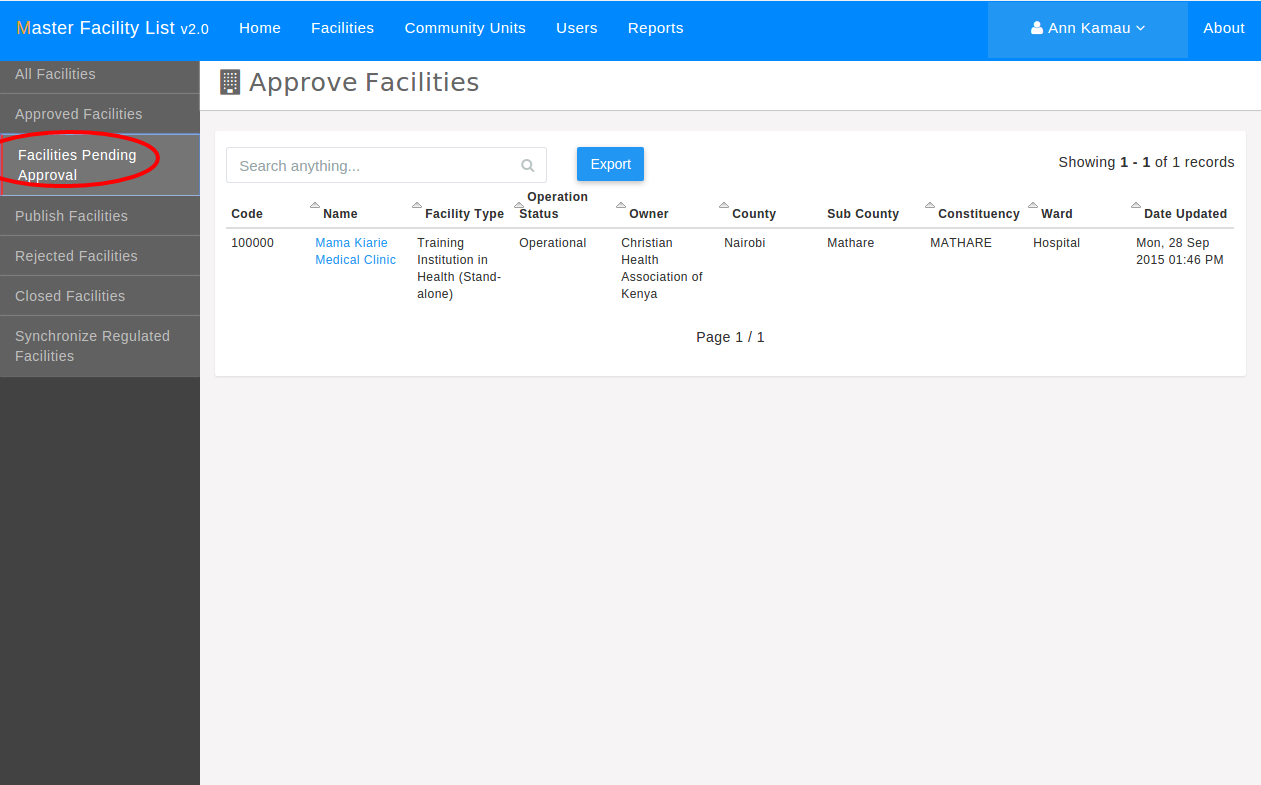 Master Facility List v2.0 Home Facilities Community Units Users Reports Ann Kamau About
All Facilities
Approved Facilities
Facilities Pending
Approval
Publish Facilities
Rejected Facilities
Closed Facilities
Synchronize Regulated
Facilities
Approve Facilities
Search anything... Export Showing 1 - 1 of 1 records
Code Name Facility Type Operation Status Owner County Sub County Constituency Ward Date Updated
100000 Mama Kiarie Training Operational Christian Nairobi Mathare MATHARE Hospital Mon, 28 Sep
Medical Clinic Institution in Health 2015 01:46 PM
Health (Stand- Association of
alone) Kenya
Page 1 / 1